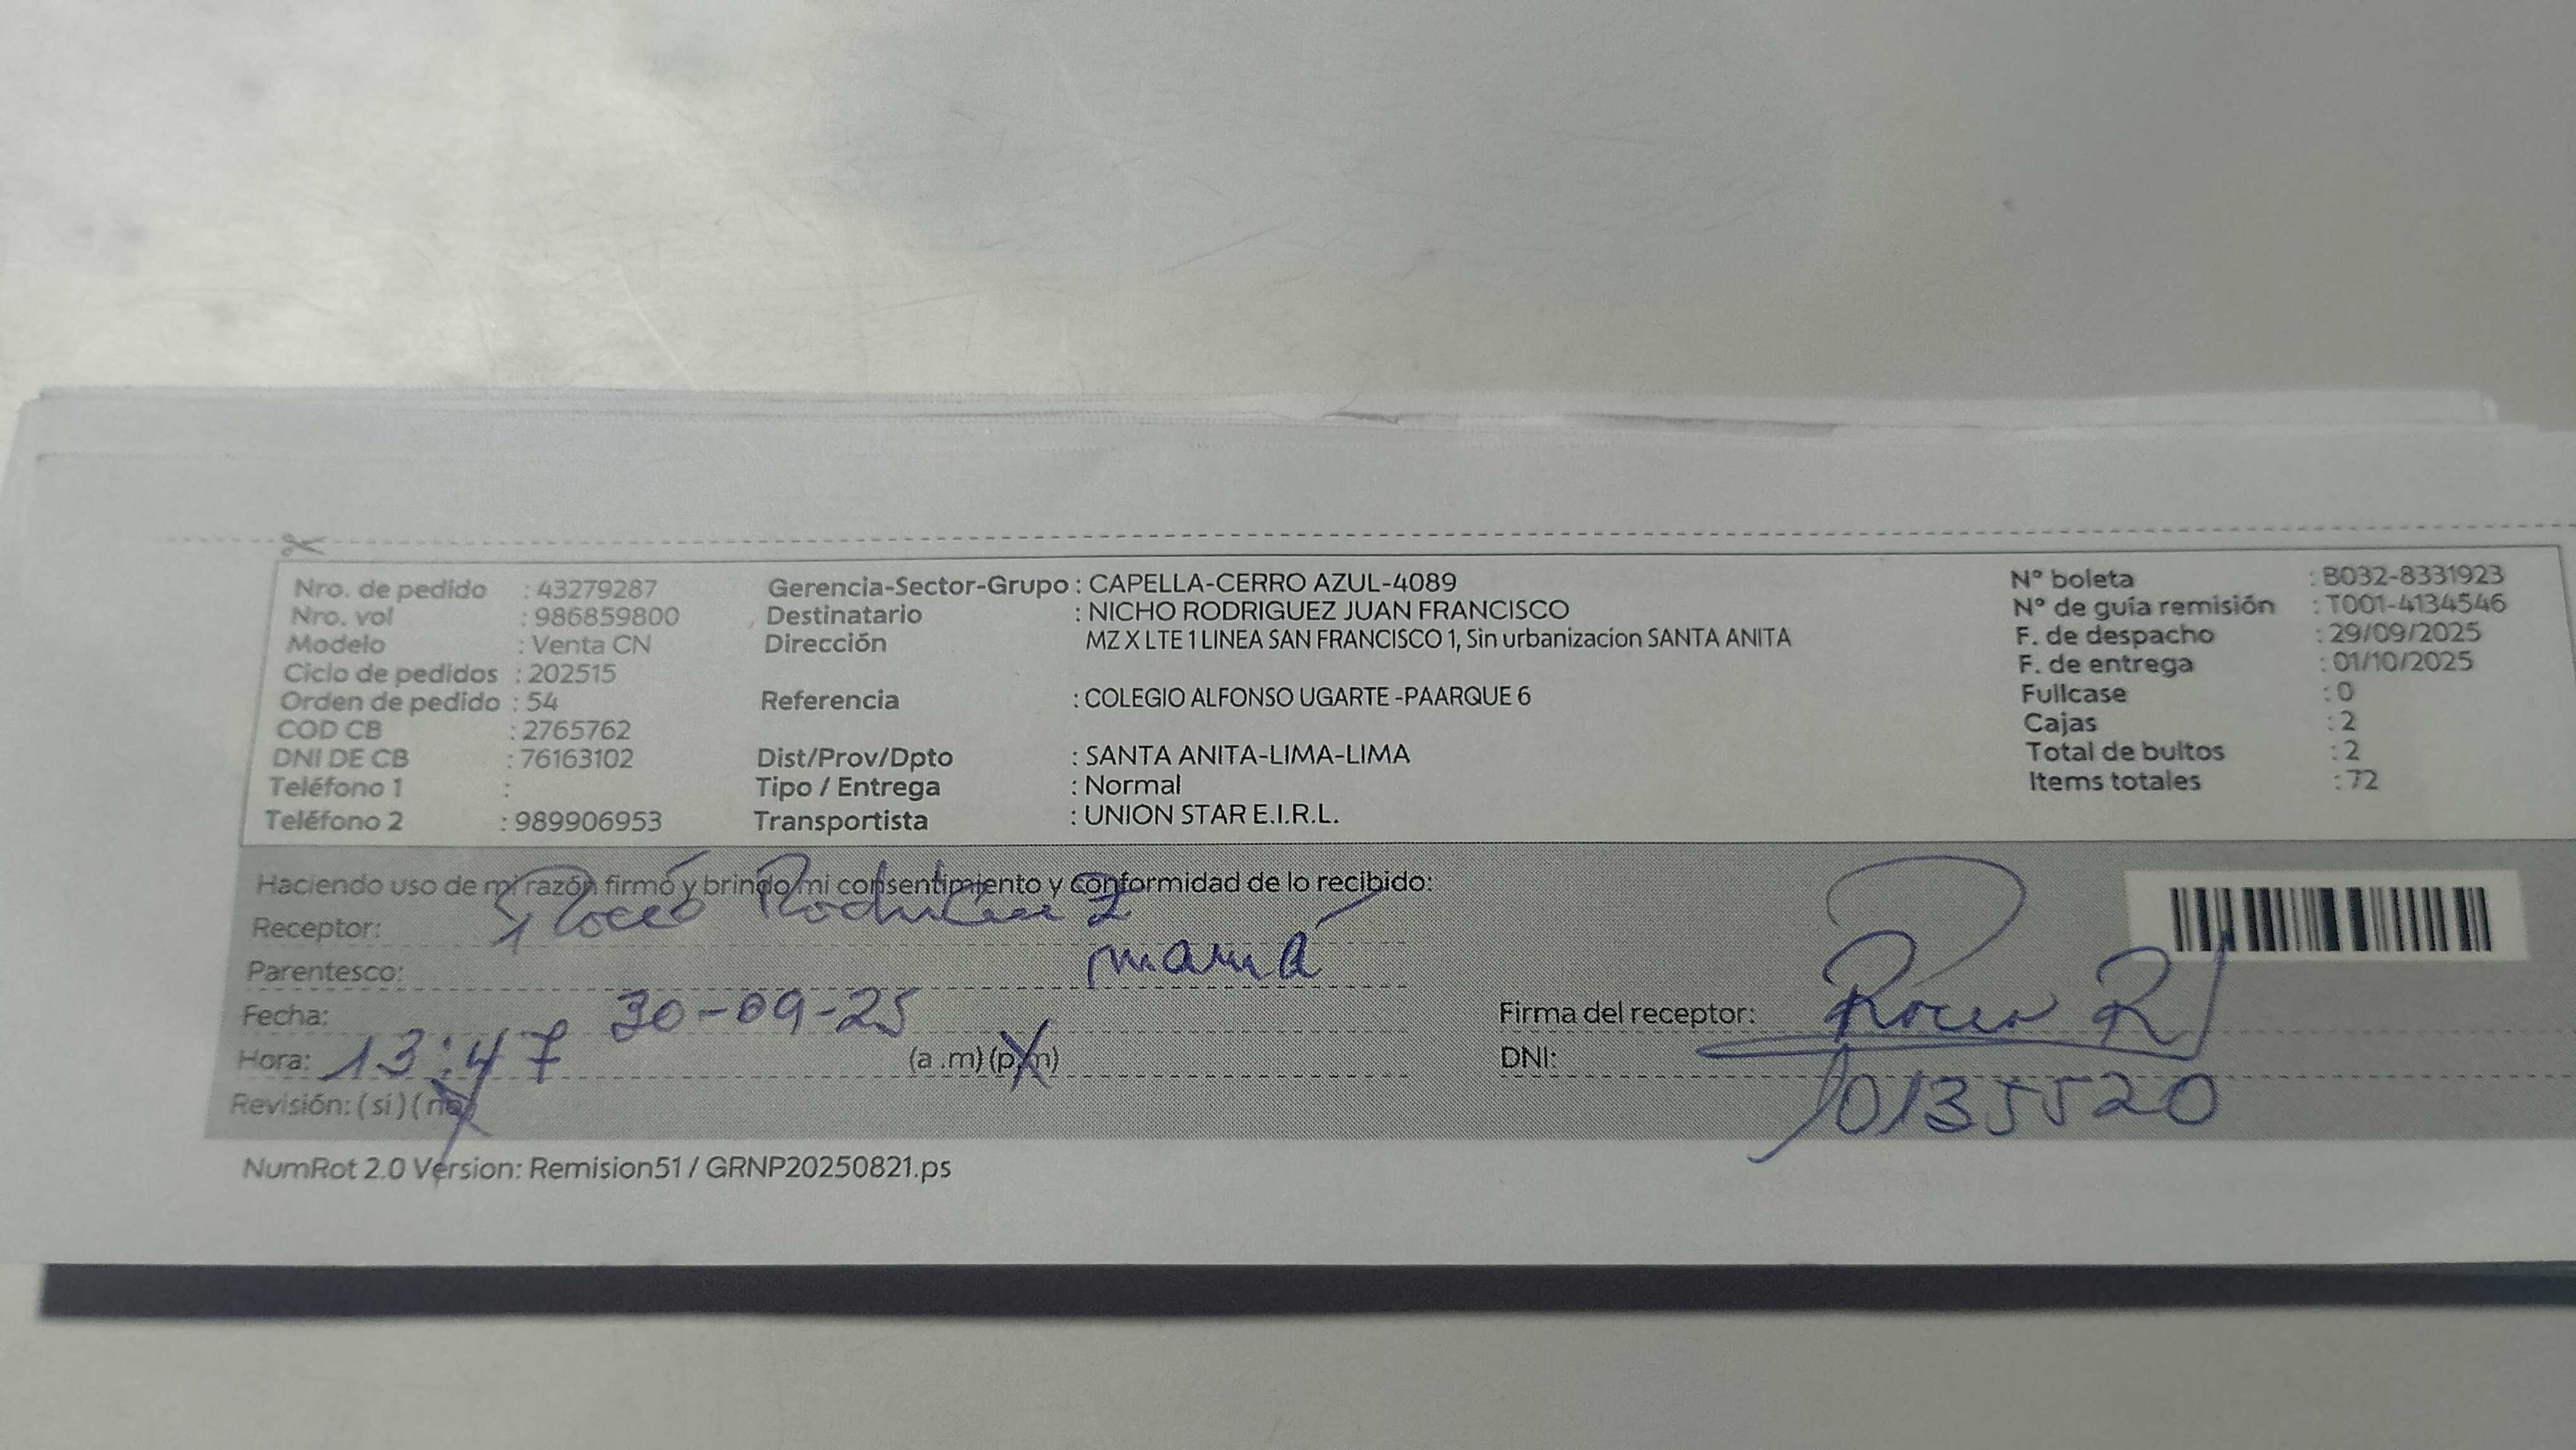 Nro. de pedido : 43279287
Nro. vol : 986859800
Modelo : Venta CN
Ciclo de pedidos : 202515
Orden de pedido : 54
COD CB : 2765762
DNI DE CB : 76163102
Teléfono 1 :
Teléfono 2 : 989906953
Gerencia-Sector-Grupo : CAPELLA-CERRO AZUL-4089
Destinatario : NICHO RODRIGUEZ JUAN FRANCISCO
Dirección MZ X LTE 1 LINEA SAN FRANCISCO 1, Sin urbanizacion SANTA ANITA
Referencia : COLEGIO ALFONSO UGARTE -PAARQUE 6
Dist/Prov/Dpto : SANTA ANITA-LIMA-LIMA
Tipo / Entrega : Normal
Transportista : UNION STAR E.I.R.L.
N° boleta : B032-8331923
N° de guía remisión : T001-4134546
F. de despacho : 29/09/2025
F. de entrega : 01/10/2025
Fullcase : 0
Cajas : 2
Total de bultos : 2
Items totales : 72
Haciendo uso de mi razón firmó y brindo mi consentimiento y conformidad de lo recibido:
Receptor:
Parentesco: mamá
Fecha: 30-09-25
Hora: 13:47 (a .m) (p.m)
Revisión: ( si ) ( no )
Firma del receptor: Rocio R
DNI: 10135520
NumRot 2.0 Version: Remision51 / GRNP20250821.ps